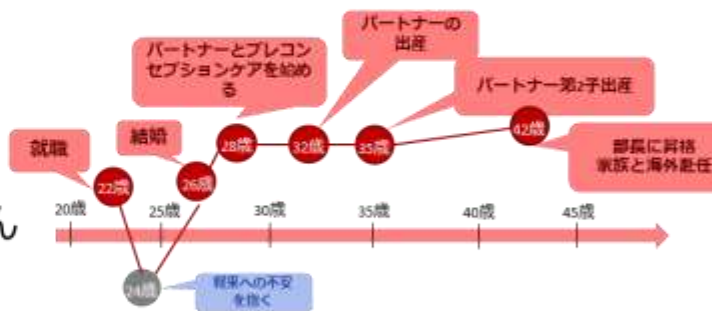 パートナーの
出産
パートナーとプレコン
セプションケアを始め
る
パートナー第2子出産
就職
結婚
28歳
32歳
35歳
42歳
部長に昇格
家族と海外赴任
22歳
26歳
20歳
25歳
30歳
35歳
40歳
45歳
ん
24歳
将来への不安
を抱く